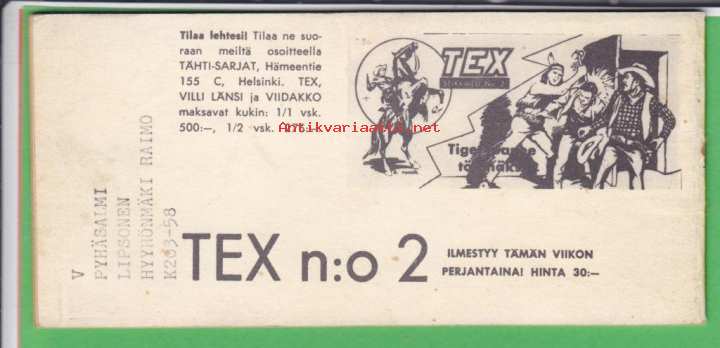 Tilaa lehtesi! Tilaa ne suo-
raan meiltä osoitteella
TÄHTI-SARJAT, Hämeentie
155 C, Helsinki. TEX,
VILLI LÄNSI ja VIIDAKKO
maksavat kukin: 1/1 vsk.
500:–, 1/2 vsk. 275:–.
Antikvariaatti.net
TEX
V
PYHÄSALMI
LIPSONEN
HYYRÖNMÄKI RAIMO
K263-58
TEX n:o 2
ILMESTYY TÄMÄN VIIKON
PERJANTAINA! HINTA 30:–